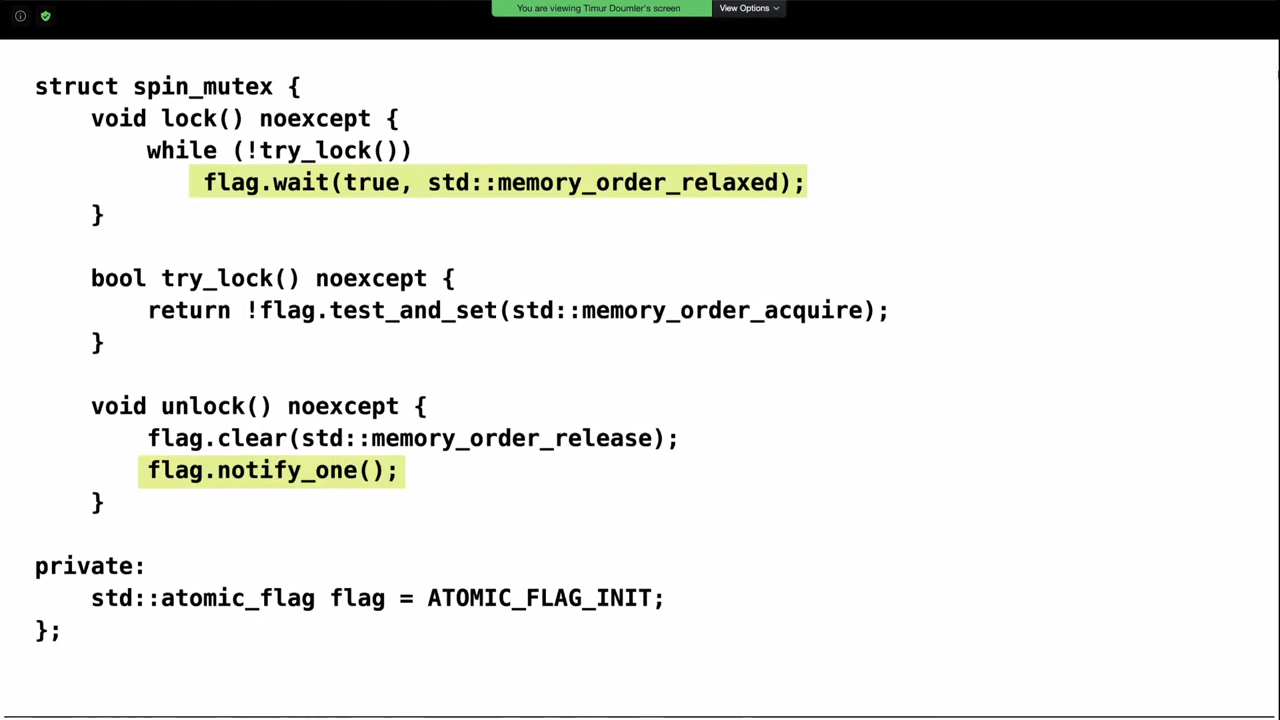 You are viewing Timur Doumler's screen
View Options
struct spin_mutex {
void lock() noexcept {
while (!try_lock())
flag.wait(true, std::memory_order_relaxed);
}
bool try_lock() noexcept {
return !flag.test_and_set(std::memory_order_acquire);
}
void unlock() noexcept {
flag.clear(std::memory_order_release);
flag.notify_one();
}
private:
std::atomic_flag flag = ATOMIC_FLAG_INIT;
};